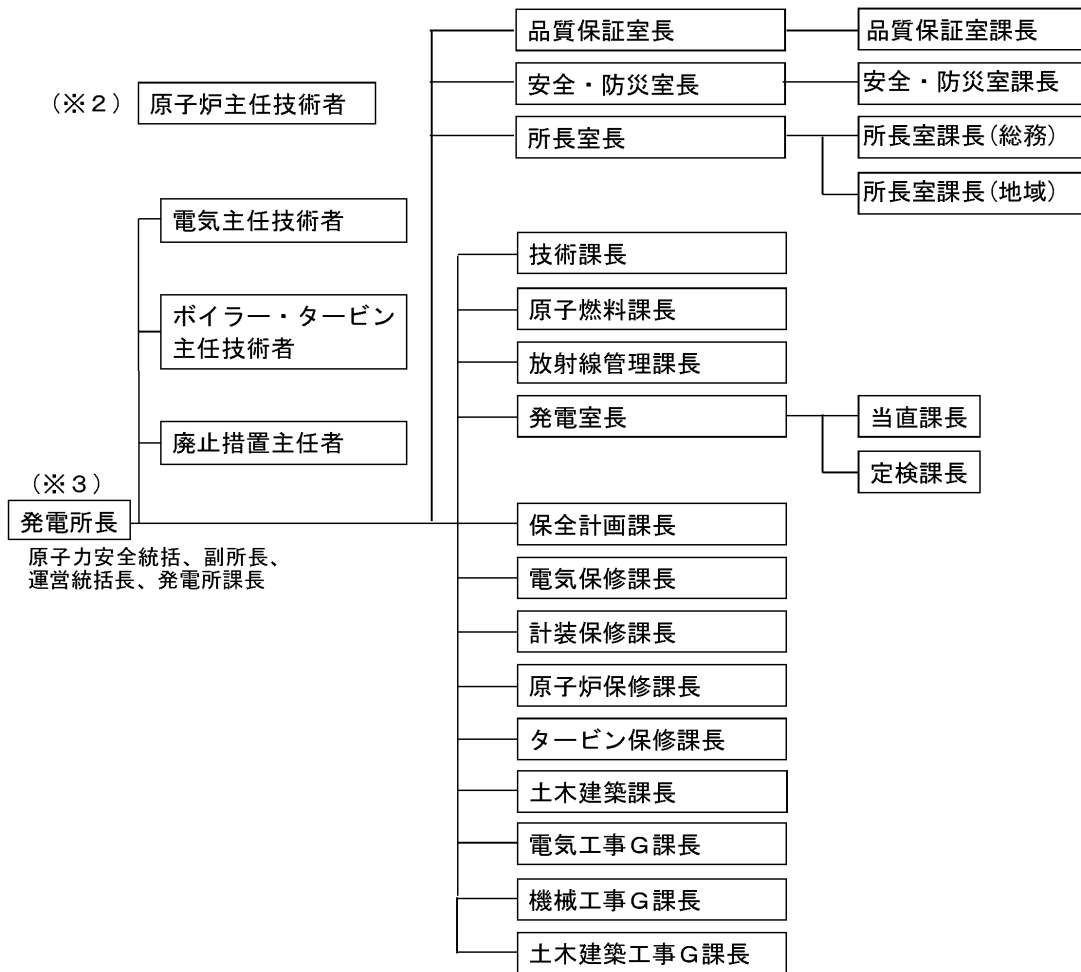 品質保証室長
品質保証室課長
安全・防災室長
安全・防災室課長
(※2)
原子炉主任技術者
所長室長
所長室課長(総務)
所長室課長(地域)
電気主任技術者
技術課長
ボイラー・タービン
主任技術者
原子燃料課長
放射線管理課長
廃止措置主任者
発電室長
当直課長
定検課長
(※3)
発電所長
原子力安全統括、副所長、
運営統括長、発電所課長
保全計画課長
電気保修課長
計装保修課長
原子炉保修課長
タービン保修課長
土木建築課長
電気工事G課長
機械工事G課長
土木建築工事G課長